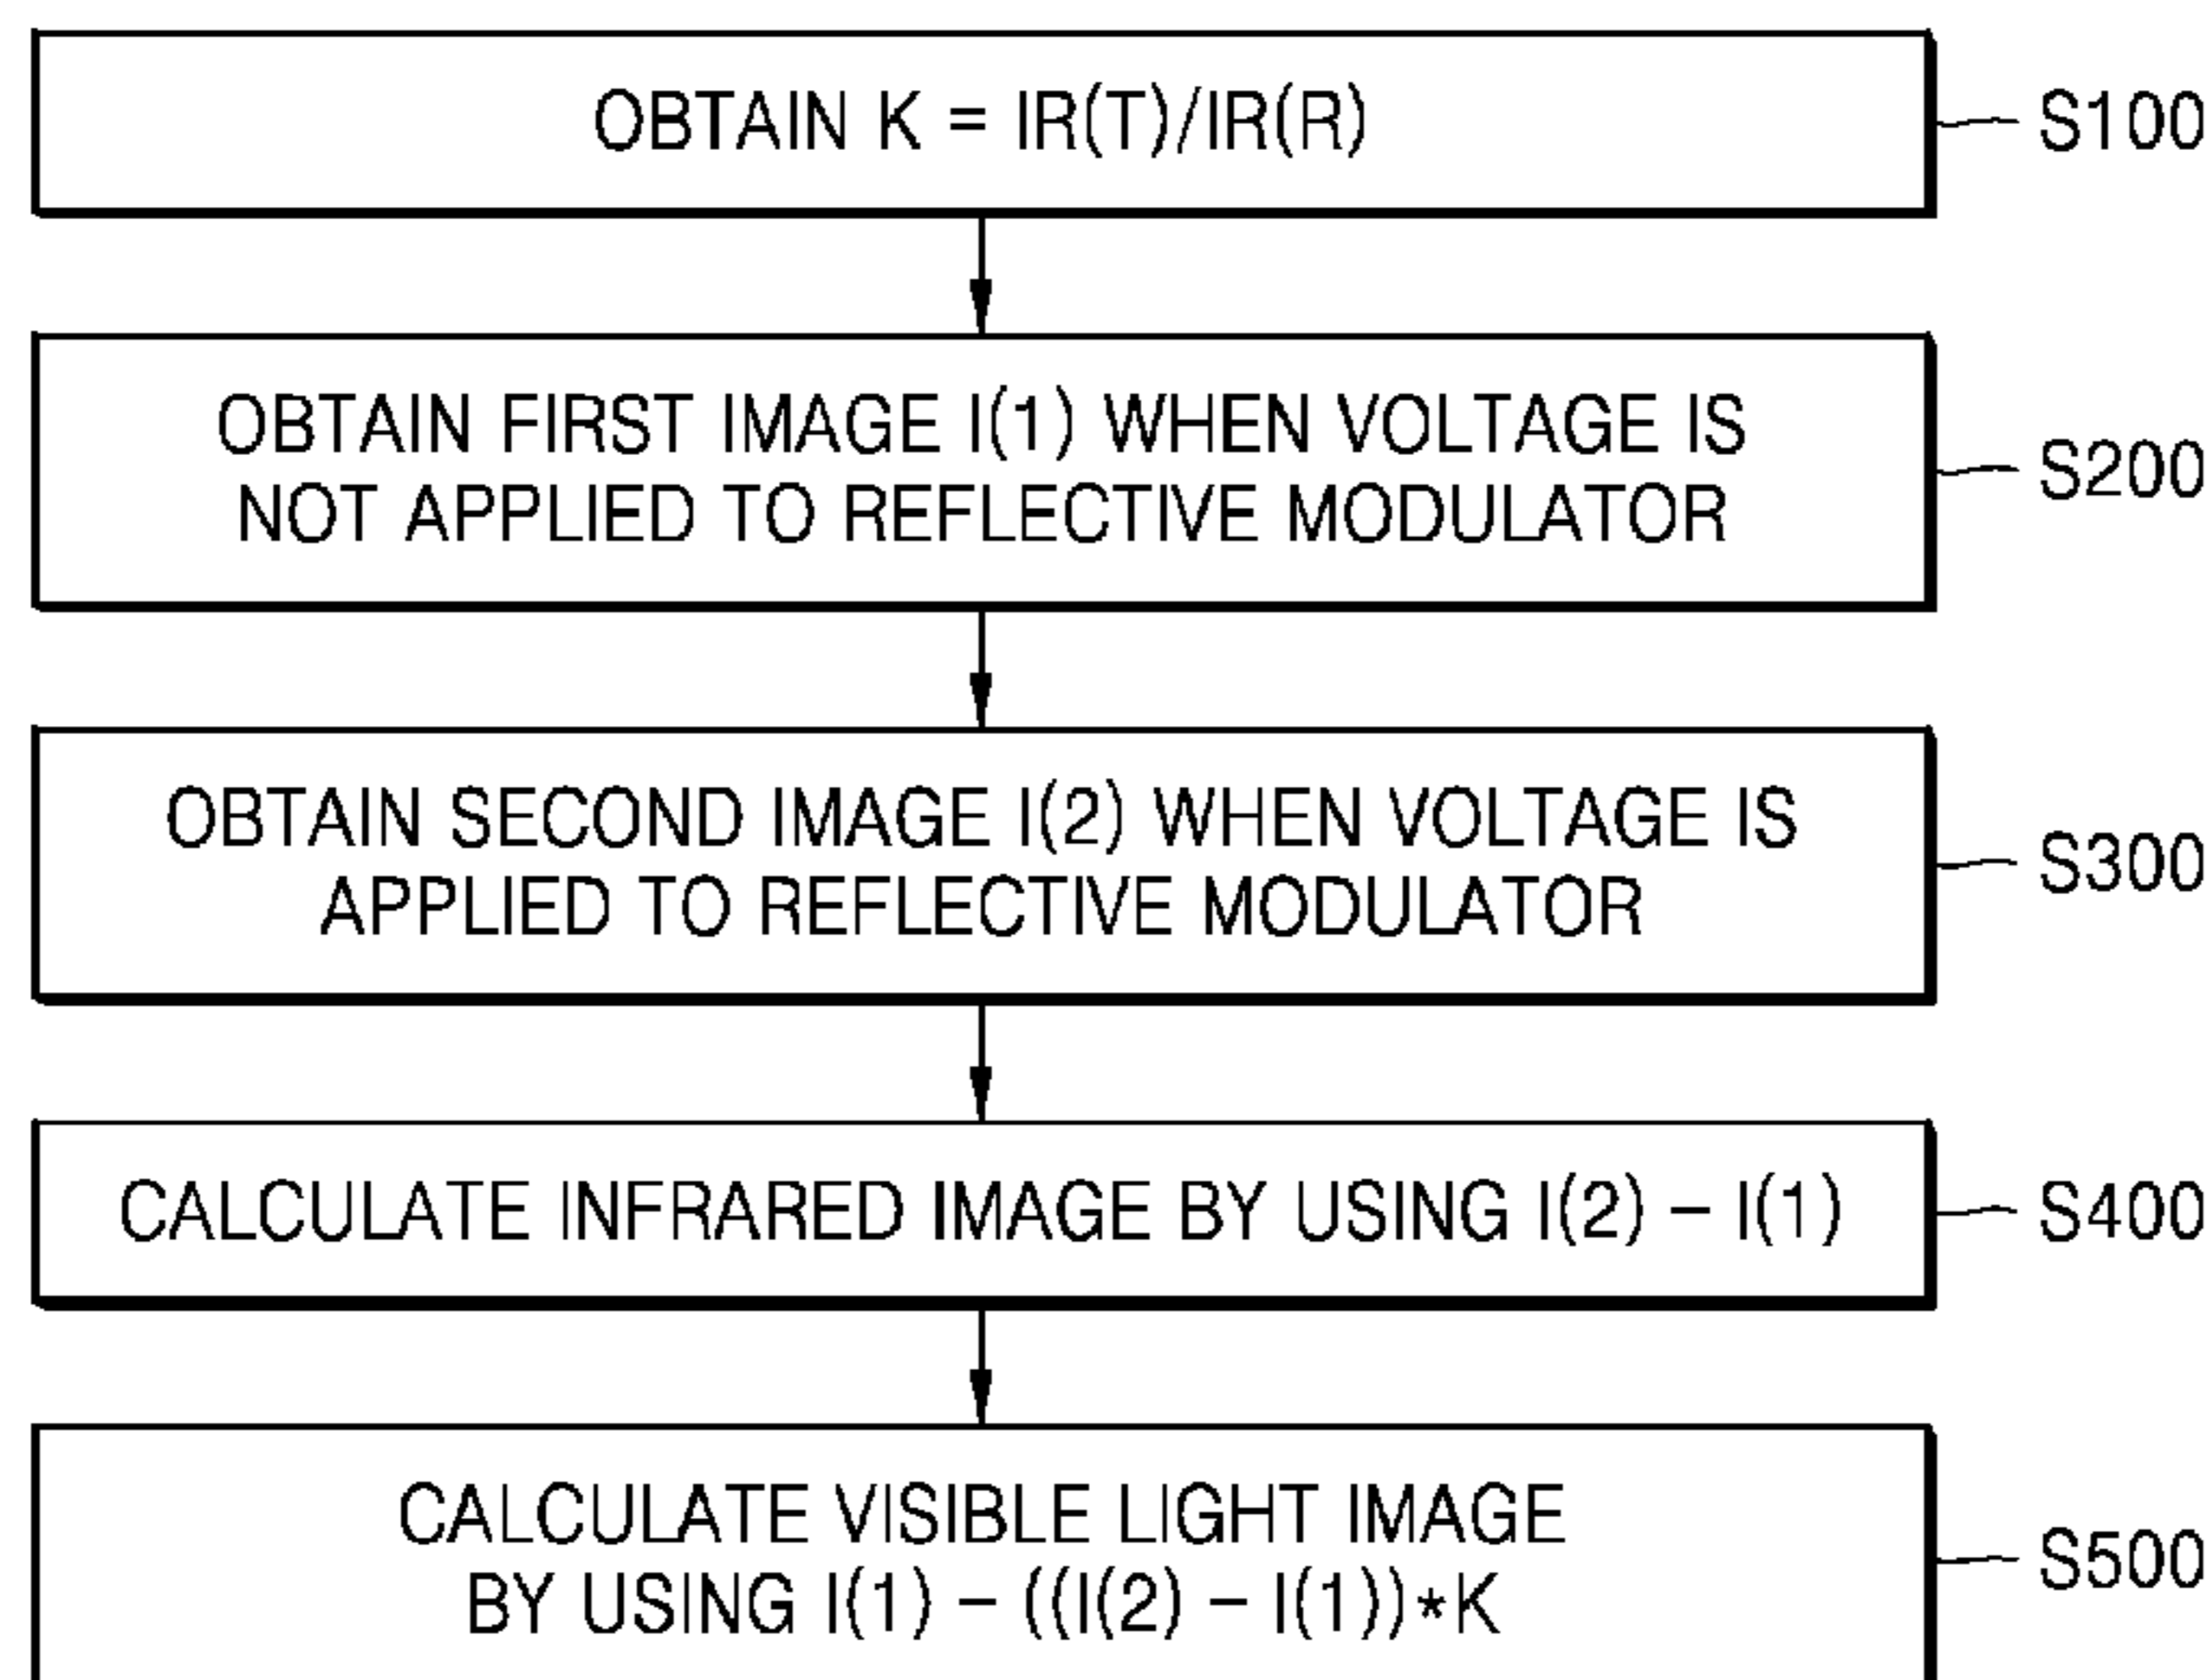 OBTAIN K = IR(T)/IR(R)
S100
OBTAIN FIRST IMAGE I(1) WHEN VOLTAGE IS
NOT APPLIED TO REFLECTIVE MODULATOR
S200
OBTAIN SECOND IMAGE I(2) WHEN VOLTAGE IS
APPLIED TO REFLECTIVE MODULATOR
S300
CALCULATE INFRARED IMAGE BY USING I(2) – I(1)
S400
CALCULATE VISIBLE LIGHT IMAGE
BY USING I(1) – ((I(2) – I(1))*K
S500